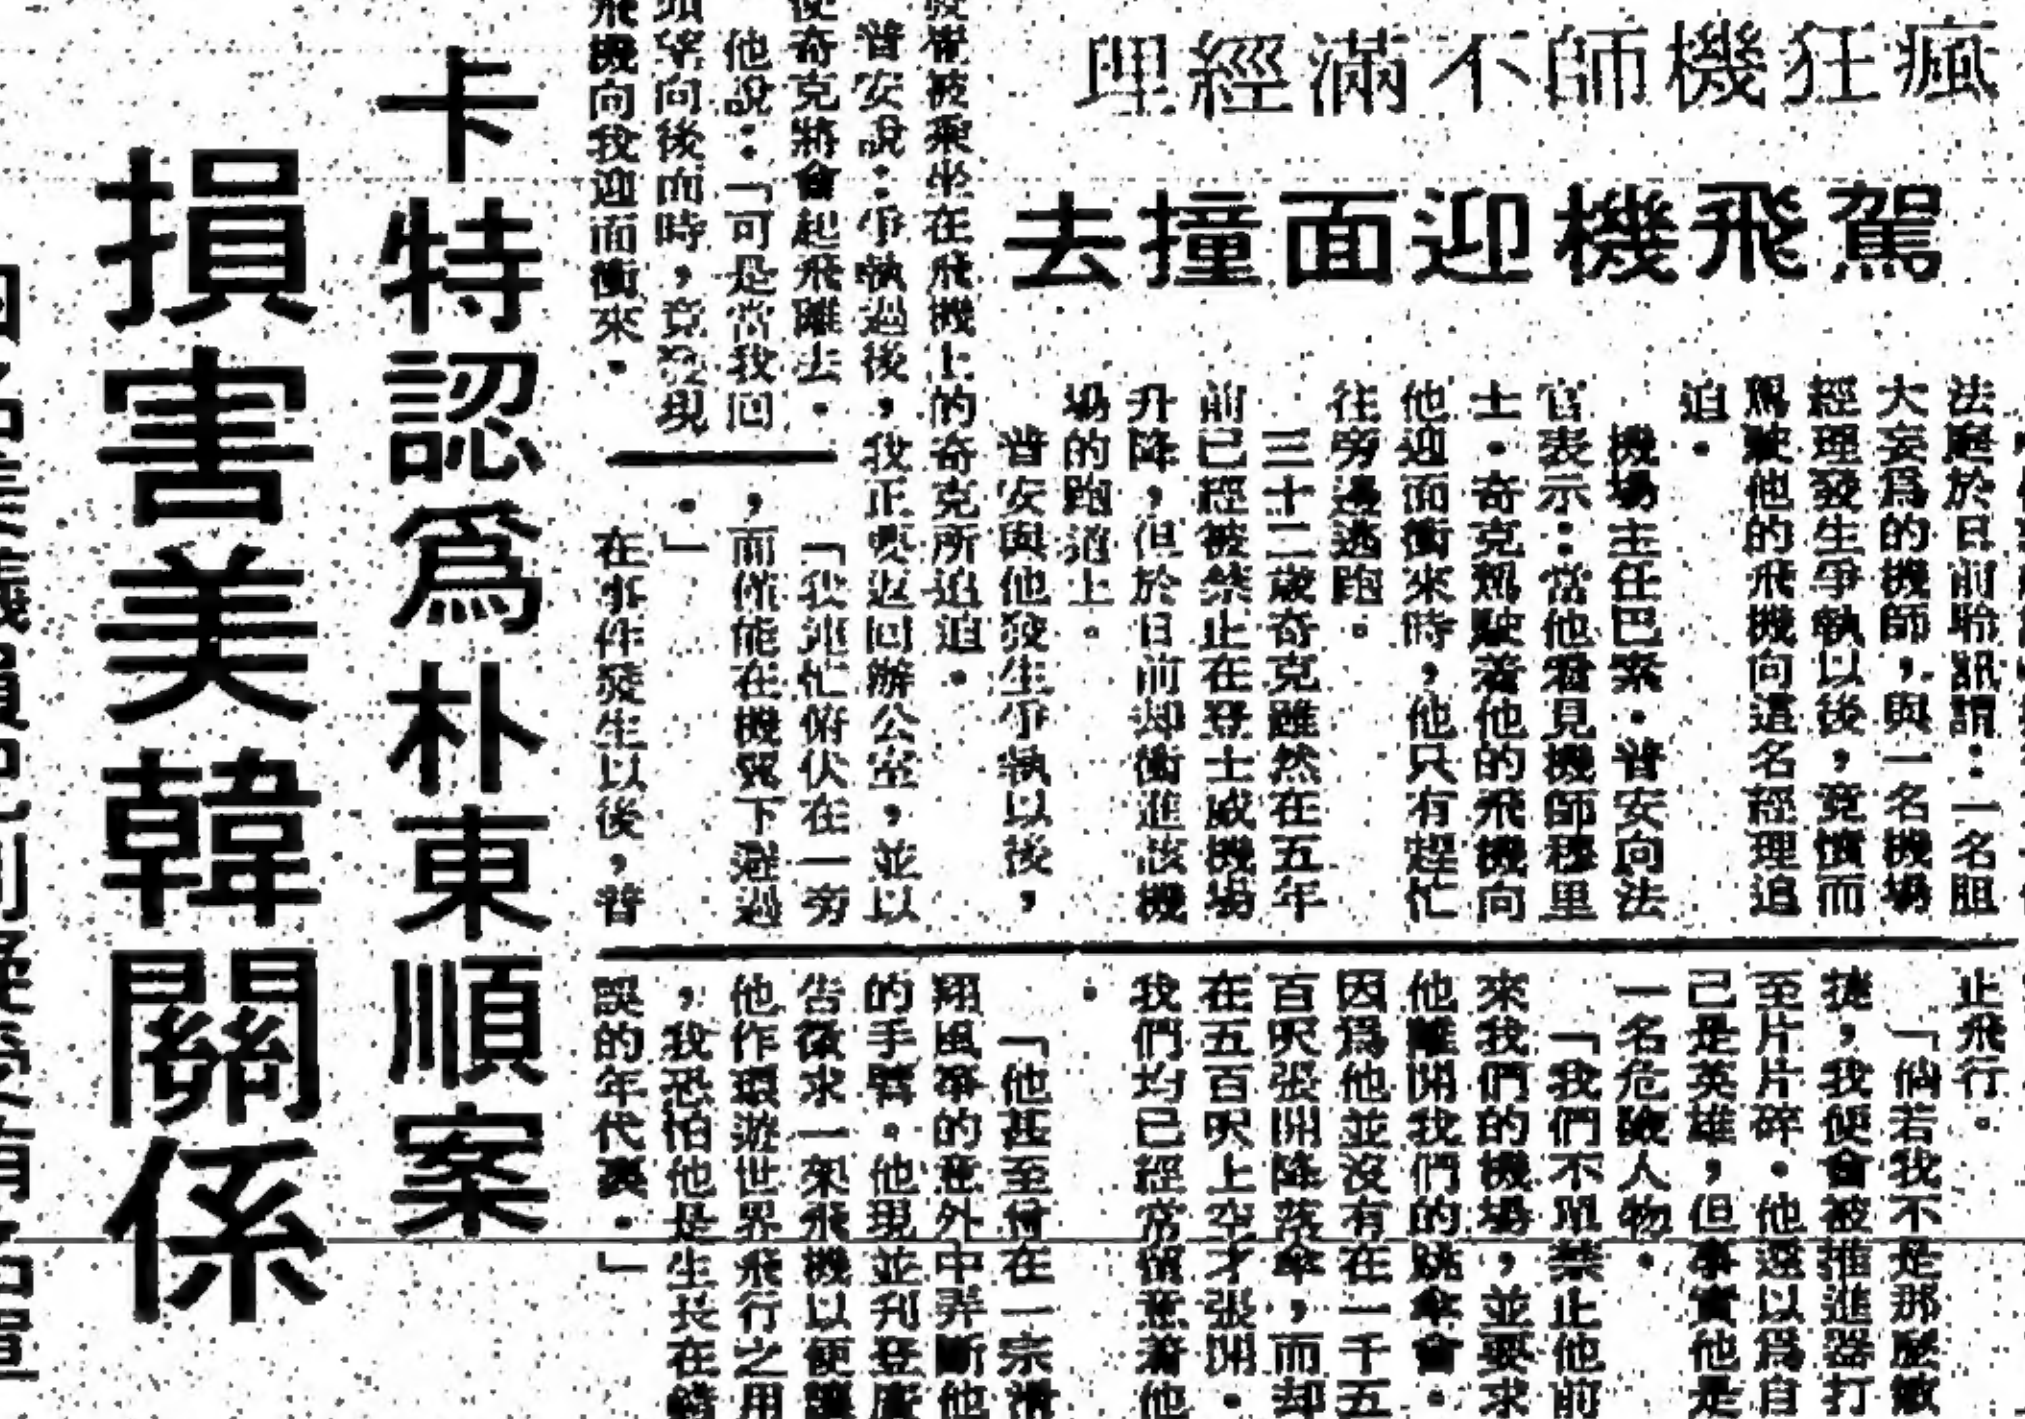 瘋狂機師不滿經理
駕飛機迎面撞去
法庭於日前聆訊謂：一名胆
大妄爲的機師，與一名機場
經理發生爭執以後，竟憤而
駕駛他的飛機向這名經理追
迫．
機場主任巴案．普安向法
官表示：當他看見機師穆里
士．奇克駕駛着他的飛機向
他迎面衝來時，他只有趕忙
往旁邊逃跑。
三十二歲奇克雖然在五年
前已經被禁止在登士威機場
升降，但於日前却衝進該機
場的跑道上。
普安與他發生爭執以後，
發覺被乘坐在飛機上的奇克所追迫．
普安說：爭執過後，我正要返回辦公室，並以
使奇克將會起飛離去．
他說：「可是當我回
頭望向後面時，竟發現
飛機向我迎面衝來．
「我連忙俯伏在一旁
，而僅能在機翼下避過
．」
在事件發生以後，普
止飛行。
「倘若我不是那麼敏
捷，我便會被推進器打
至片片碎．他還以爲自
己是英雄，但事實他是
一名危險人物．
「我們不單禁止他前
來我們的機場，並要求
他離開我們的跳傘會．
因爲他並沒有在一千五
百呎張開降落傘，而却
在五百呎上空才張開．
我們均已經常留意着他
．
「他甚至曾在一宗滑
翔風箏的意外中弄斷他
的手臂．他現並刊登廣
告徵求一架飛機以便讓
他作環遊世界飛行之用
，我恐怕他是生長在錯
誤的年代裏．」
卡特認爲朴東順案
損害美韓關係